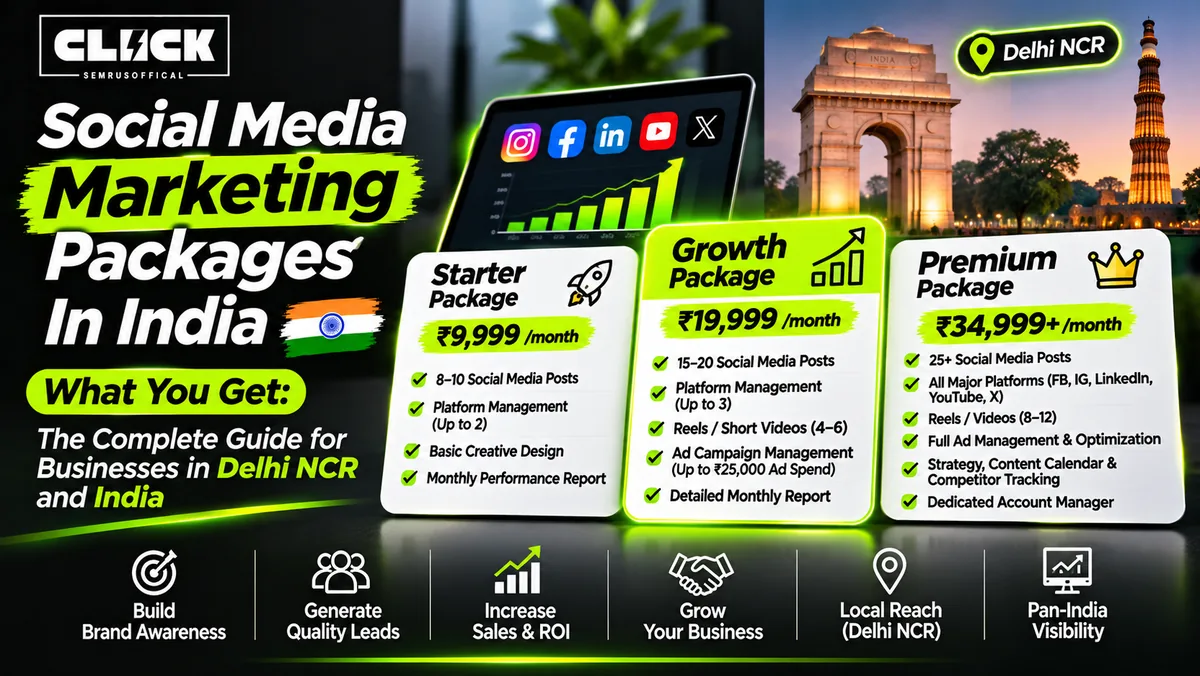 CLICK
SEMRUSOFFICAL
Social Media
Marketing
Packages
In India
What You Get:
The Complete Guide for
Businesses in Delhi NCR
and India
Delhi NCR
INDIA
Starter
Package
₹9,999 /month
8–10 Social Media Posts
Platform Management
(Up to 2)
Basic Creative Design
Monthly Performance Report
Growth
Package
₹19,999 /month
15–20 Social Media Posts
Platform Management
(Up to 3)
Reels / Short Videos (4–6)
Ad Campaign Management
(Up to ₹25,000 Ad Spend)
Detailed Monthly Report
Premium
Package
₹34,999+ /month
25+ Social Media Posts
All Major Platforms (FB, IG, LinkedIn,
YouTube, X)
Reels / Videos (8–12)
Full Ad Management & Optimization
Strategy, Content Calendar &
Competitor Tracking
Dedicated Account Manager
Build
Brand Awareness
Generate
Quality Leads
Increase
Sales & ROI
Grow
Your Business
Local Reach
(Delhi NCR)
Pan-India
Visibility